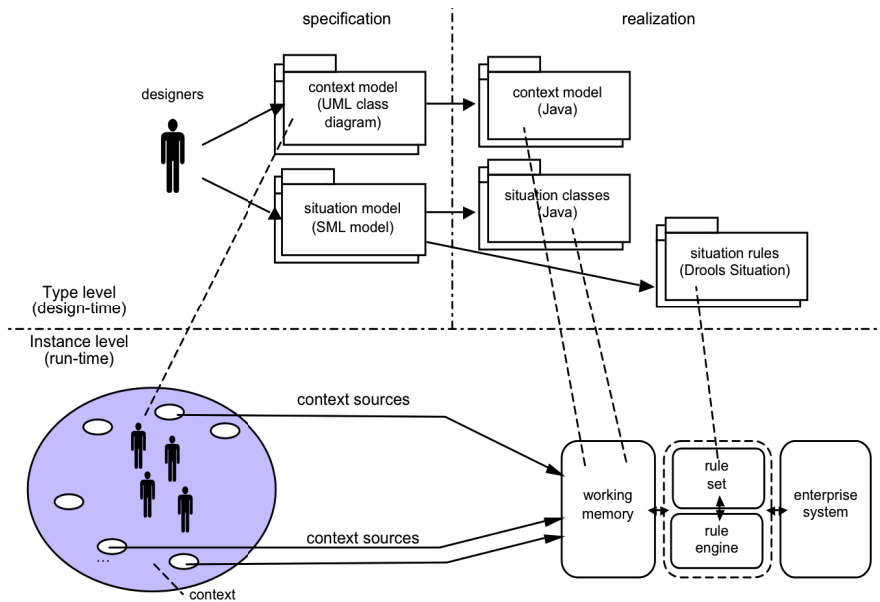 specification
realization
designers
context model
(UML class
diagram)
context model
(Java)
situation model
(SML model)
situation classes
(Java)
situation rules
(Drools Situation)
Type level
(design-time)
Instance level
(run-time)
context sources
working
memory
rule
set
rule
engine
enterprise
system
context sources
...
context